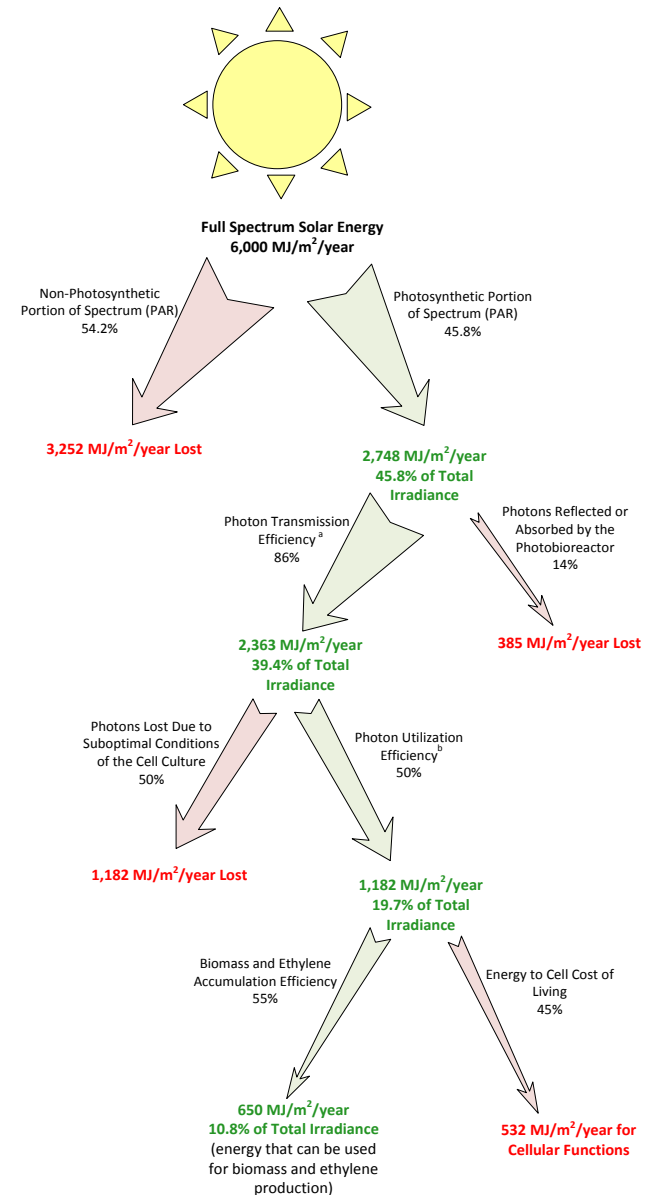 Full Spectrum Solar Energy
6,000 MJ/m²/year
Non-Photosynthetic
Portion of Spectrum (PAR)
54.2%
Photosynthetic Portion
of Spectrum (PAR)
45.8%
3,252 MJ/m²/year Lost
2,748 MJ/m²/year
45.8% of Total
Irradiance
Photon Transmission
Efficiency ᵃ
86%
Photons Reflected or
Absorbed by the
Photobioreactor
14%
2,363 MJ/m²/year
39.4% of Total
Irradiance
385 MJ/m²/year Lost
Photons Lost Due to
Suboptimal Conditions
of the Cell Culture
50%
Photon Utilization
Efficiencyᵇ
50%
1,182 MJ/m²/year Lost
1,182 MJ/m²/year
19.7% of Total
Irradiance
Biomass and Ethylene
Accumulation Efficiency
55%
Energy to Cell Cost of
Living
45%
650 MJ/m²/year
10.8% of Total Irradiance
(energy that can be used
for biomass and ethylene
production)
532 MJ/m²/year for
Cellular Functions